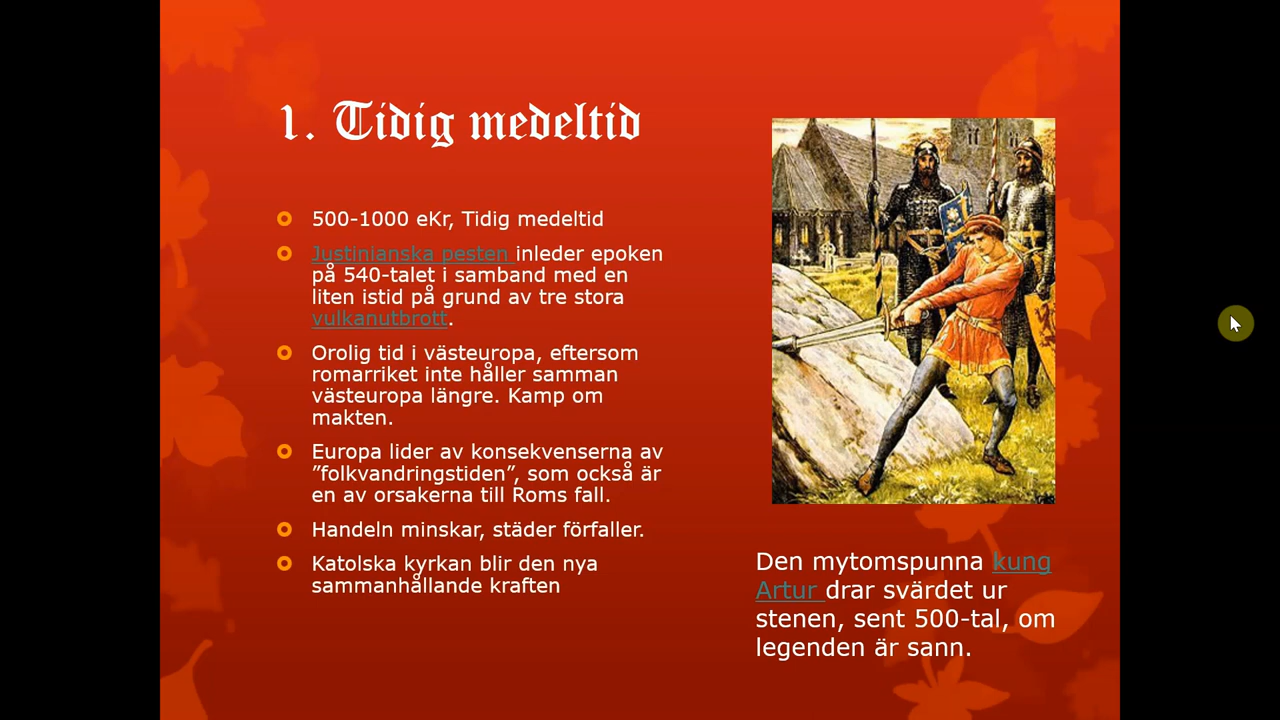 1. Tidig medeltid
500-1000 eKr, Tidig medeltid
Justinianska pesten inleder epoken
på 540-talet i samband med en
liten istid på grund av tre stora
vulkanutbrott.
Orolig tid i västeuropa, eftersom
romarriket inte håller samman
västeuropa längre. Kamp om
makten.
Europa lider av konsekvenserna av
”folkvandringstiden”, som också är
en av orsakerna till Roms fall.
Handeln minskar, städer förfaller.
Katolska kyrkan blir den nya
sammanhållande kraften
Den mytomspunna kung
Artur drar svärdet ur
stenen, sent 500-tal, om
legenden är sann.